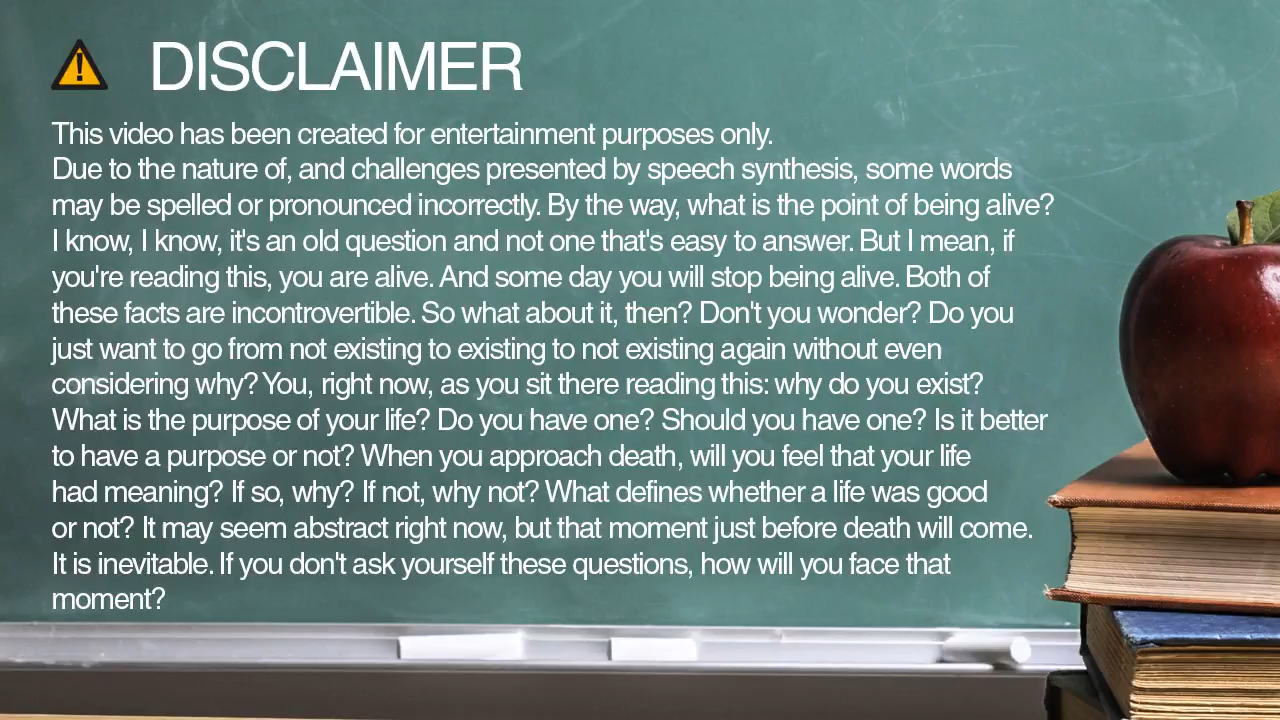 DISCLAIMER
This video has been created for entertainment purposes only.
Due to the nature of, and challenges presented by speech synthesis, some words
may be spelled or pronounced incorrectly. By the way, what is the point of being alive?
I know, I know, it's an old question and not one that's easy to answer. But I mean, if
you're reading this, you are alive. And some day you will stop being alive. Both of
these facts are incontrovertible. So what about it, then? Don't you wonder? Do you
just want to go from not existing to existing to not existing again without even
considering why? You, right now, as you sit there reading this: why do you exist?
What is the purpose of your life? Do you have one? Should you have one? Is it better
to have a purpose or not? When you approach death, will you feel that your life
had meaning? If so, why? If not, why not? What defines whether a life was good
or not? It may seem abstract right now, but that moment just before death will come.
It is inevitable. If you don't ask yourself these questions, how will you face that
moment?